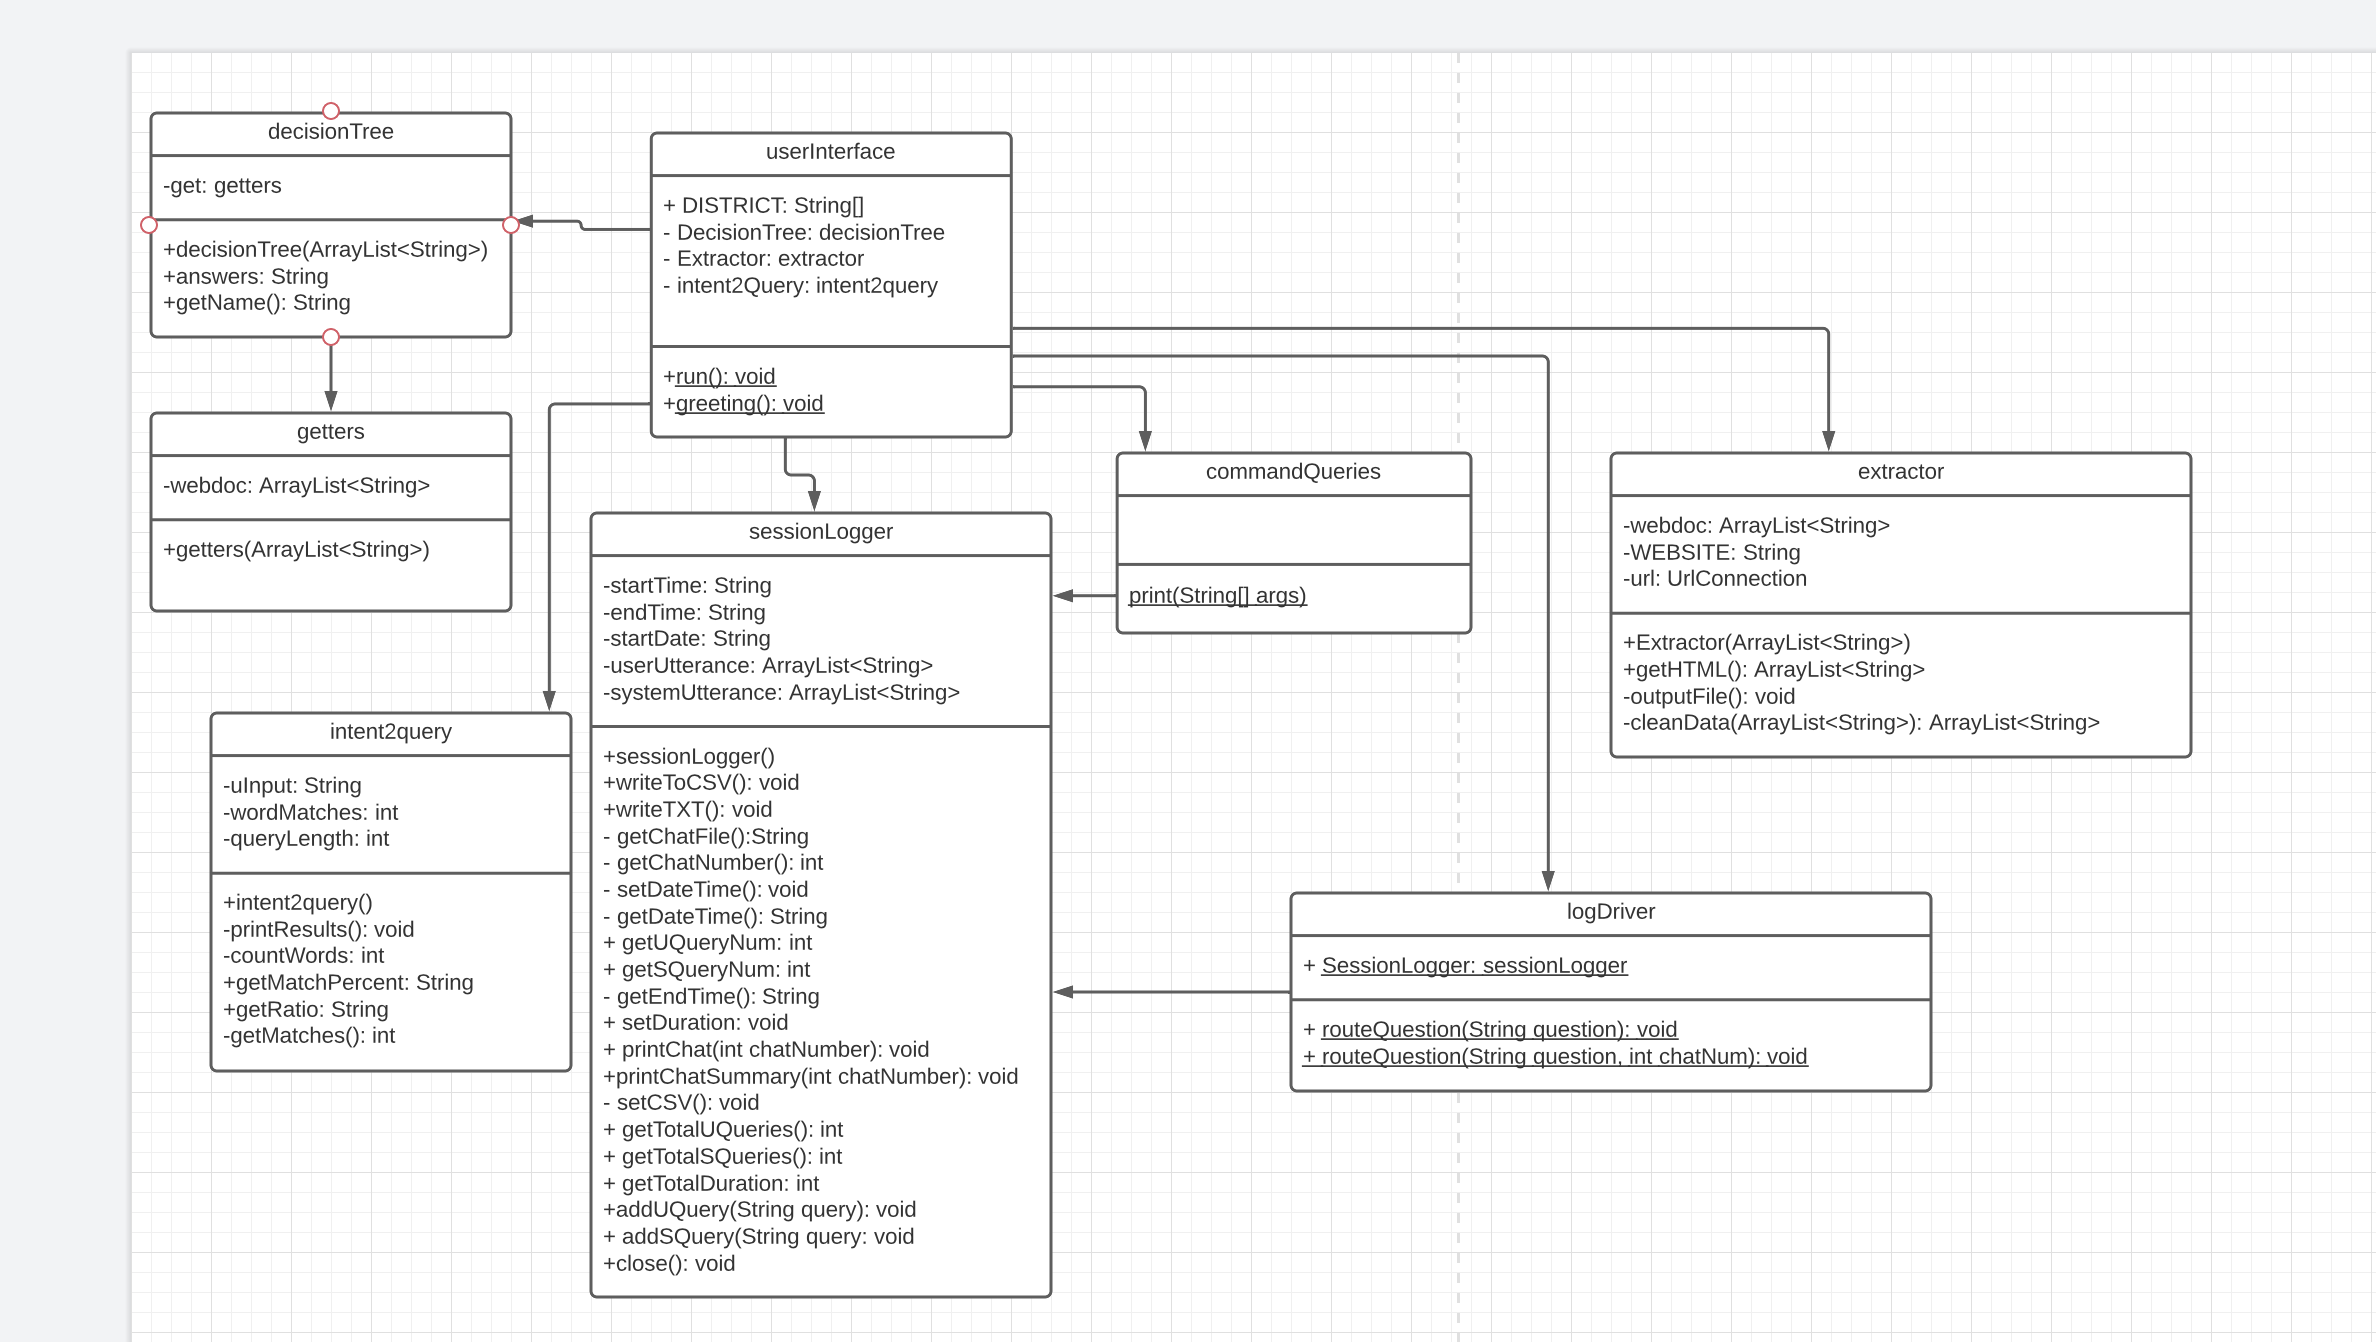 decisionTree
-get: getters
+decisionTree(ArrayList<String>)
+answers: String
+getName(): String
userInterface
+ DISTRICT: String[]
- DecisionTree: decisionTree
- Extractor: extractor
- intent2Query: intent2query
+run(): void
+greeting(): void
getters
-webdoc: ArrayList<String>
+getters(ArrayList<String>)
commandQueries
print(String[] args)
extractor
-webdoc: ArrayList<String>
-WEBSITE: String
-url: UrlConnection
+Extractor(ArrayList<String>)
+getHTML(): ArrayList<String>
-outputFile(): void
-cleanData(ArrayList<String>): ArrayList<String>
sessionLogger
-startTime: String
-endTime: String
-startDate: String
-userUtterance: ArrayList<String>
-systemUtterance: ArrayList<String>
+sessionLogger()
+writeToCSV(): void
+writeTXT(): void
- getChatFile():String
- getChatNumber(): int
- setDateTime(): void
- getDateTime(): String
+ getUQueryNum: int
+ getSQueryNum: int
- getEndTime(): String
+ setDuration: void
+ printChat(int chatNumber): void
+printChatSummary(int chatNumber): void
- setCSV(): void
+ getTotalUQueries(): int
+ getTotalSQueries(): int
+ getTotalDuration: int
+addUQuery(String query): void
+ addSQuery(String query: void
+close(): void
intent2query
-uInput: String
-wordMatches: int
-queryLength: int
+intent2query()
-printResults(): void
-countWords: int
+getMatchPercent: String
+getRatio: String
-getMatches(): int
logDriver
+ SessionLogger: sessionLogger
+ routeQuestion(String question): void
+ routeQuestion(String question, int chatNum): void